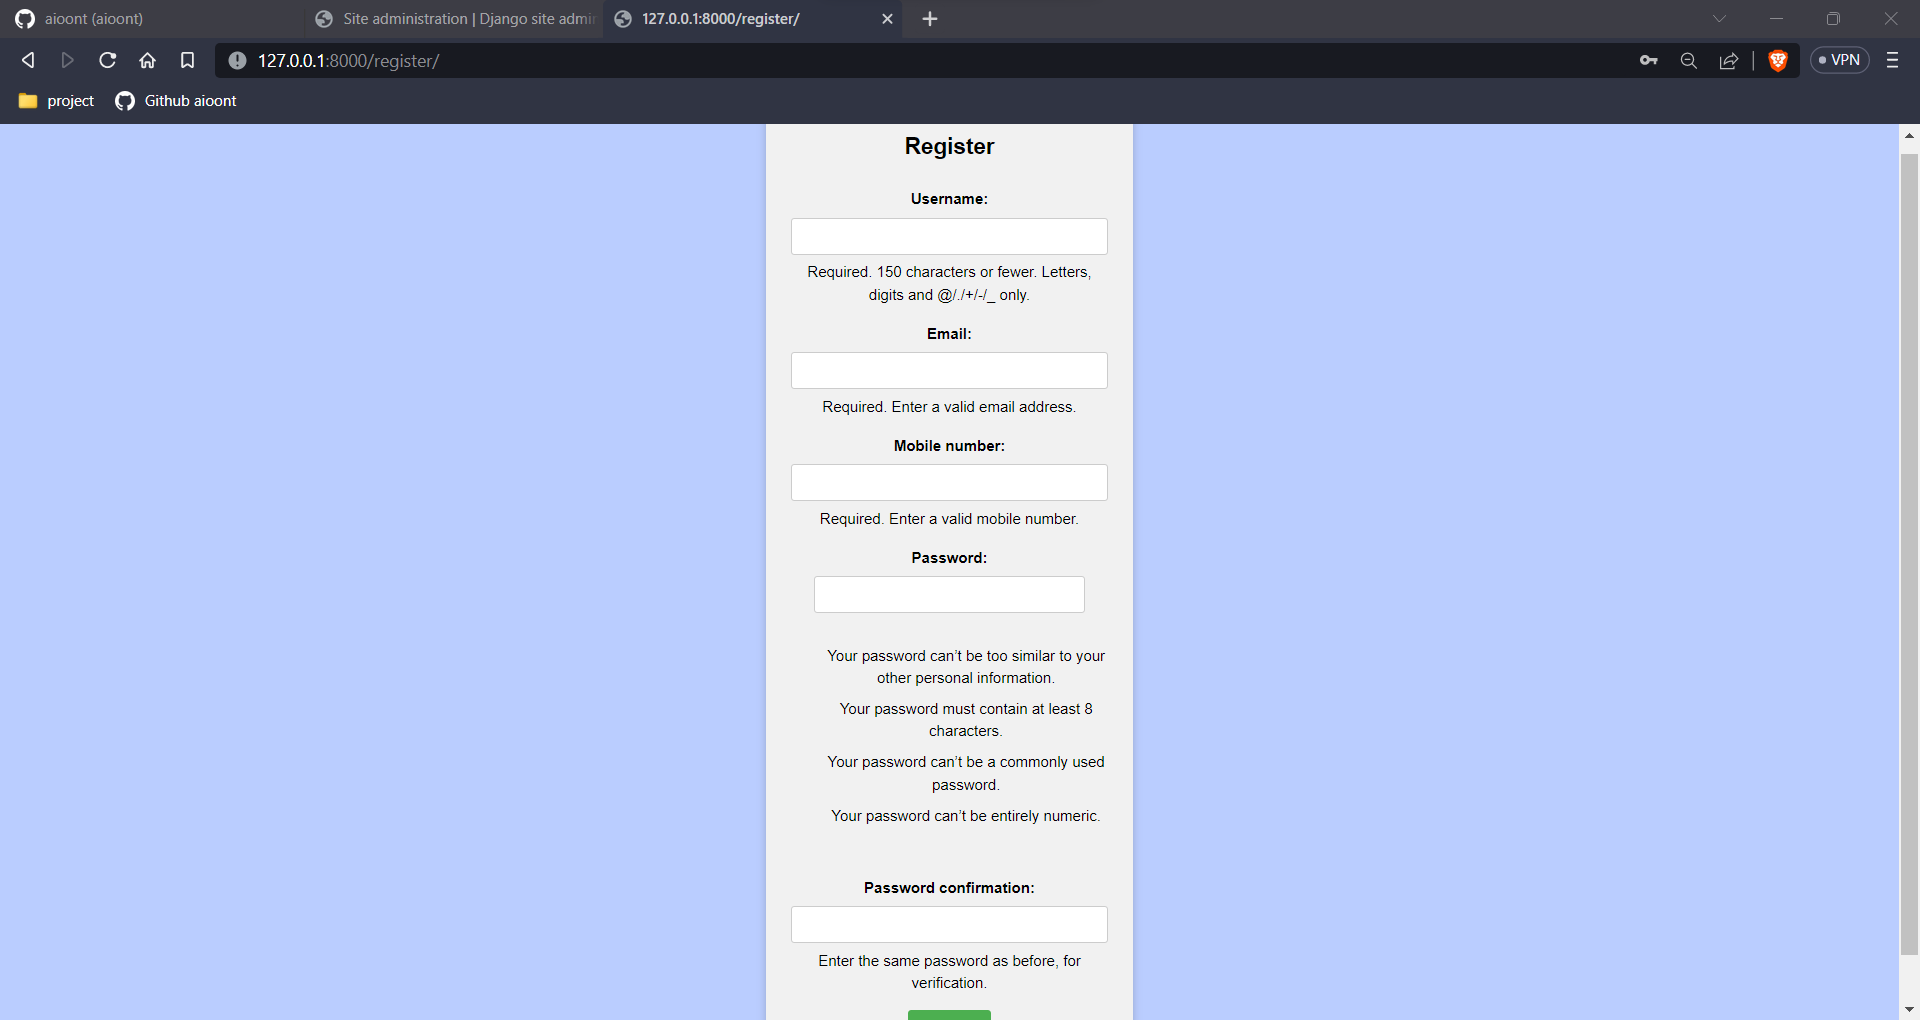 aioont (aioont)
Site administration | Django site admin
127.0.0.1:8000/register/
127.0.0.1:8000/register/
VPN
project
Github aioont
Register
Username:
Required. 150 characters or fewer. Letters,
digits and @/./+/-/_ only.
Email:
Required. Enter a valid email address.
Mobile number:
Required. Enter a valid mobile number.
Password:
Your password can’t be too similar to your
other personal information.
Your password must contain at least 8
characters.
Your password can’t be a commonly used
password.
Your password can’t be entirely numeric.
Password confirmation:
Enter the same password as before, for
verification.